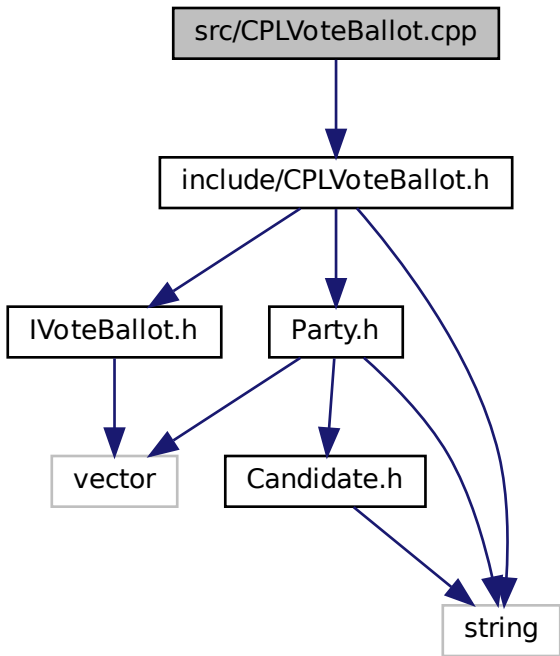 src/CPLVoteBallot.cpp
include/CPLVoteBallot.h
IVoteBallot.h
Party.h
vector
Candidate.h
string